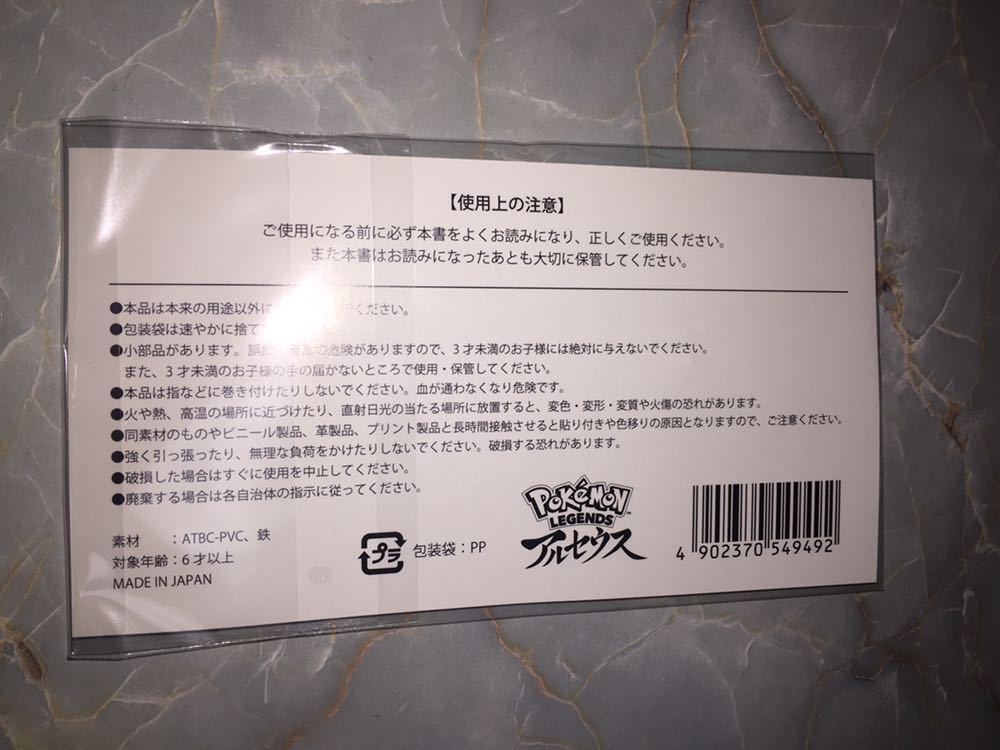 【使用上の注意】
ご使用になる前に必ず本書をよくお読みになり、正しくご使用ください。
また本書はお読みになったあとも大切に保管してください。
●本品は本来の用途以外に ください。
●包装袋は速やかに捨て
●小部品があります。 の危険がありますので、3才未満のお子様には絶対に与えないでください。
また、3才未満のお子様の手の届かないところで使用・保管してください。
●本品は指などに巻き付けたりしないでください。血が通わなくなり危険です。
●火や熱、高温の場所に近づけたり、直射日光の当たる場所に放置すると、変色・変形・変質や火傷の恐れがあります。
●同素材のものやビニール製品、革製品、プリント製品と長時間接触させると貼り付きや色移りの原因となりますので、ご注意ください。
●強く引っ張ったり、無理な負荷をかけたりしないでください。破損する恐れがあります。
●破損した場合はすぐに使用を中止してください。
●廃棄する場合は各自治体の指示に従ってください。
素材 :ATBC-PVC、鉄
対象年齢:6才以上
MADE IN JAPAN
プラ 包装袋:PP
POKéMON
LEGENDS
アルセウス
4 902370 549492